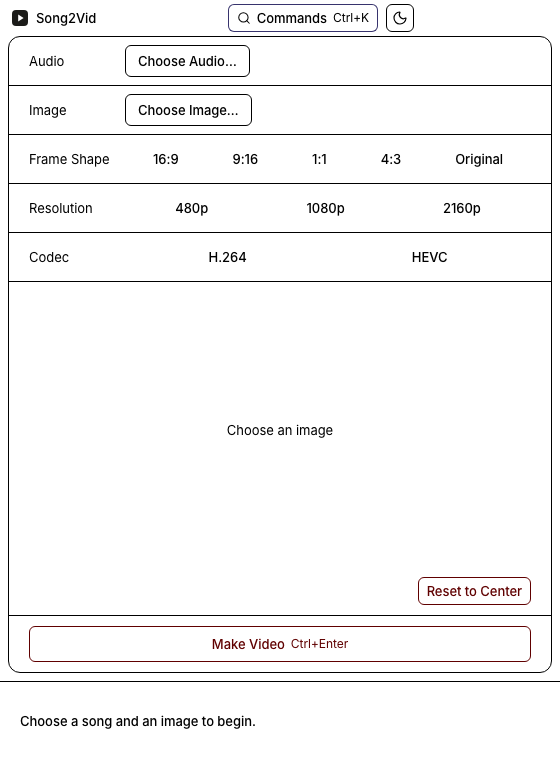 Song2Vid
Commands Ctrl+K
Audio
Choose Audio...
Image
Choose Image...
Frame Shape
16:9
9:16
1:1
4:3
Original
Resolution
480p
1080p
2160p
Codec
H.264
HEVC
Choose an image
Reset to Center
Make Video Ctrl+Enter
Choose a song and an image to begin.